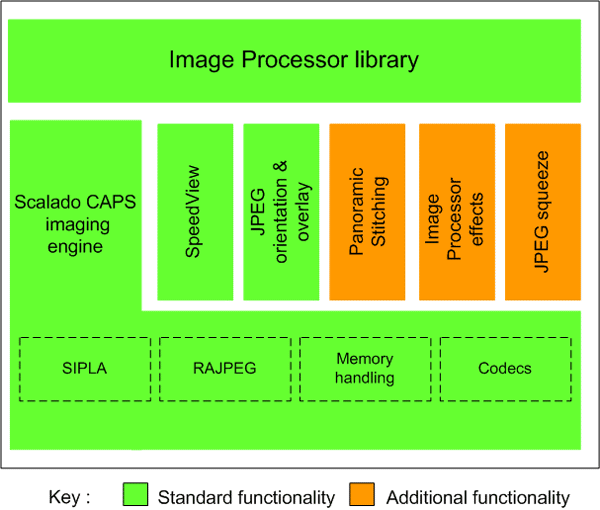 Image Processor library
Scalado CAPS
imaging
engine
SpeedView
JPEG
orientation &
overlay
Panoramic
Stitching
Image
Processor
effects
JPEG squeeze
SIPLA
RAJPEG
Memory
handling
Codecs
Key :
Standard functionality
Additional functionality